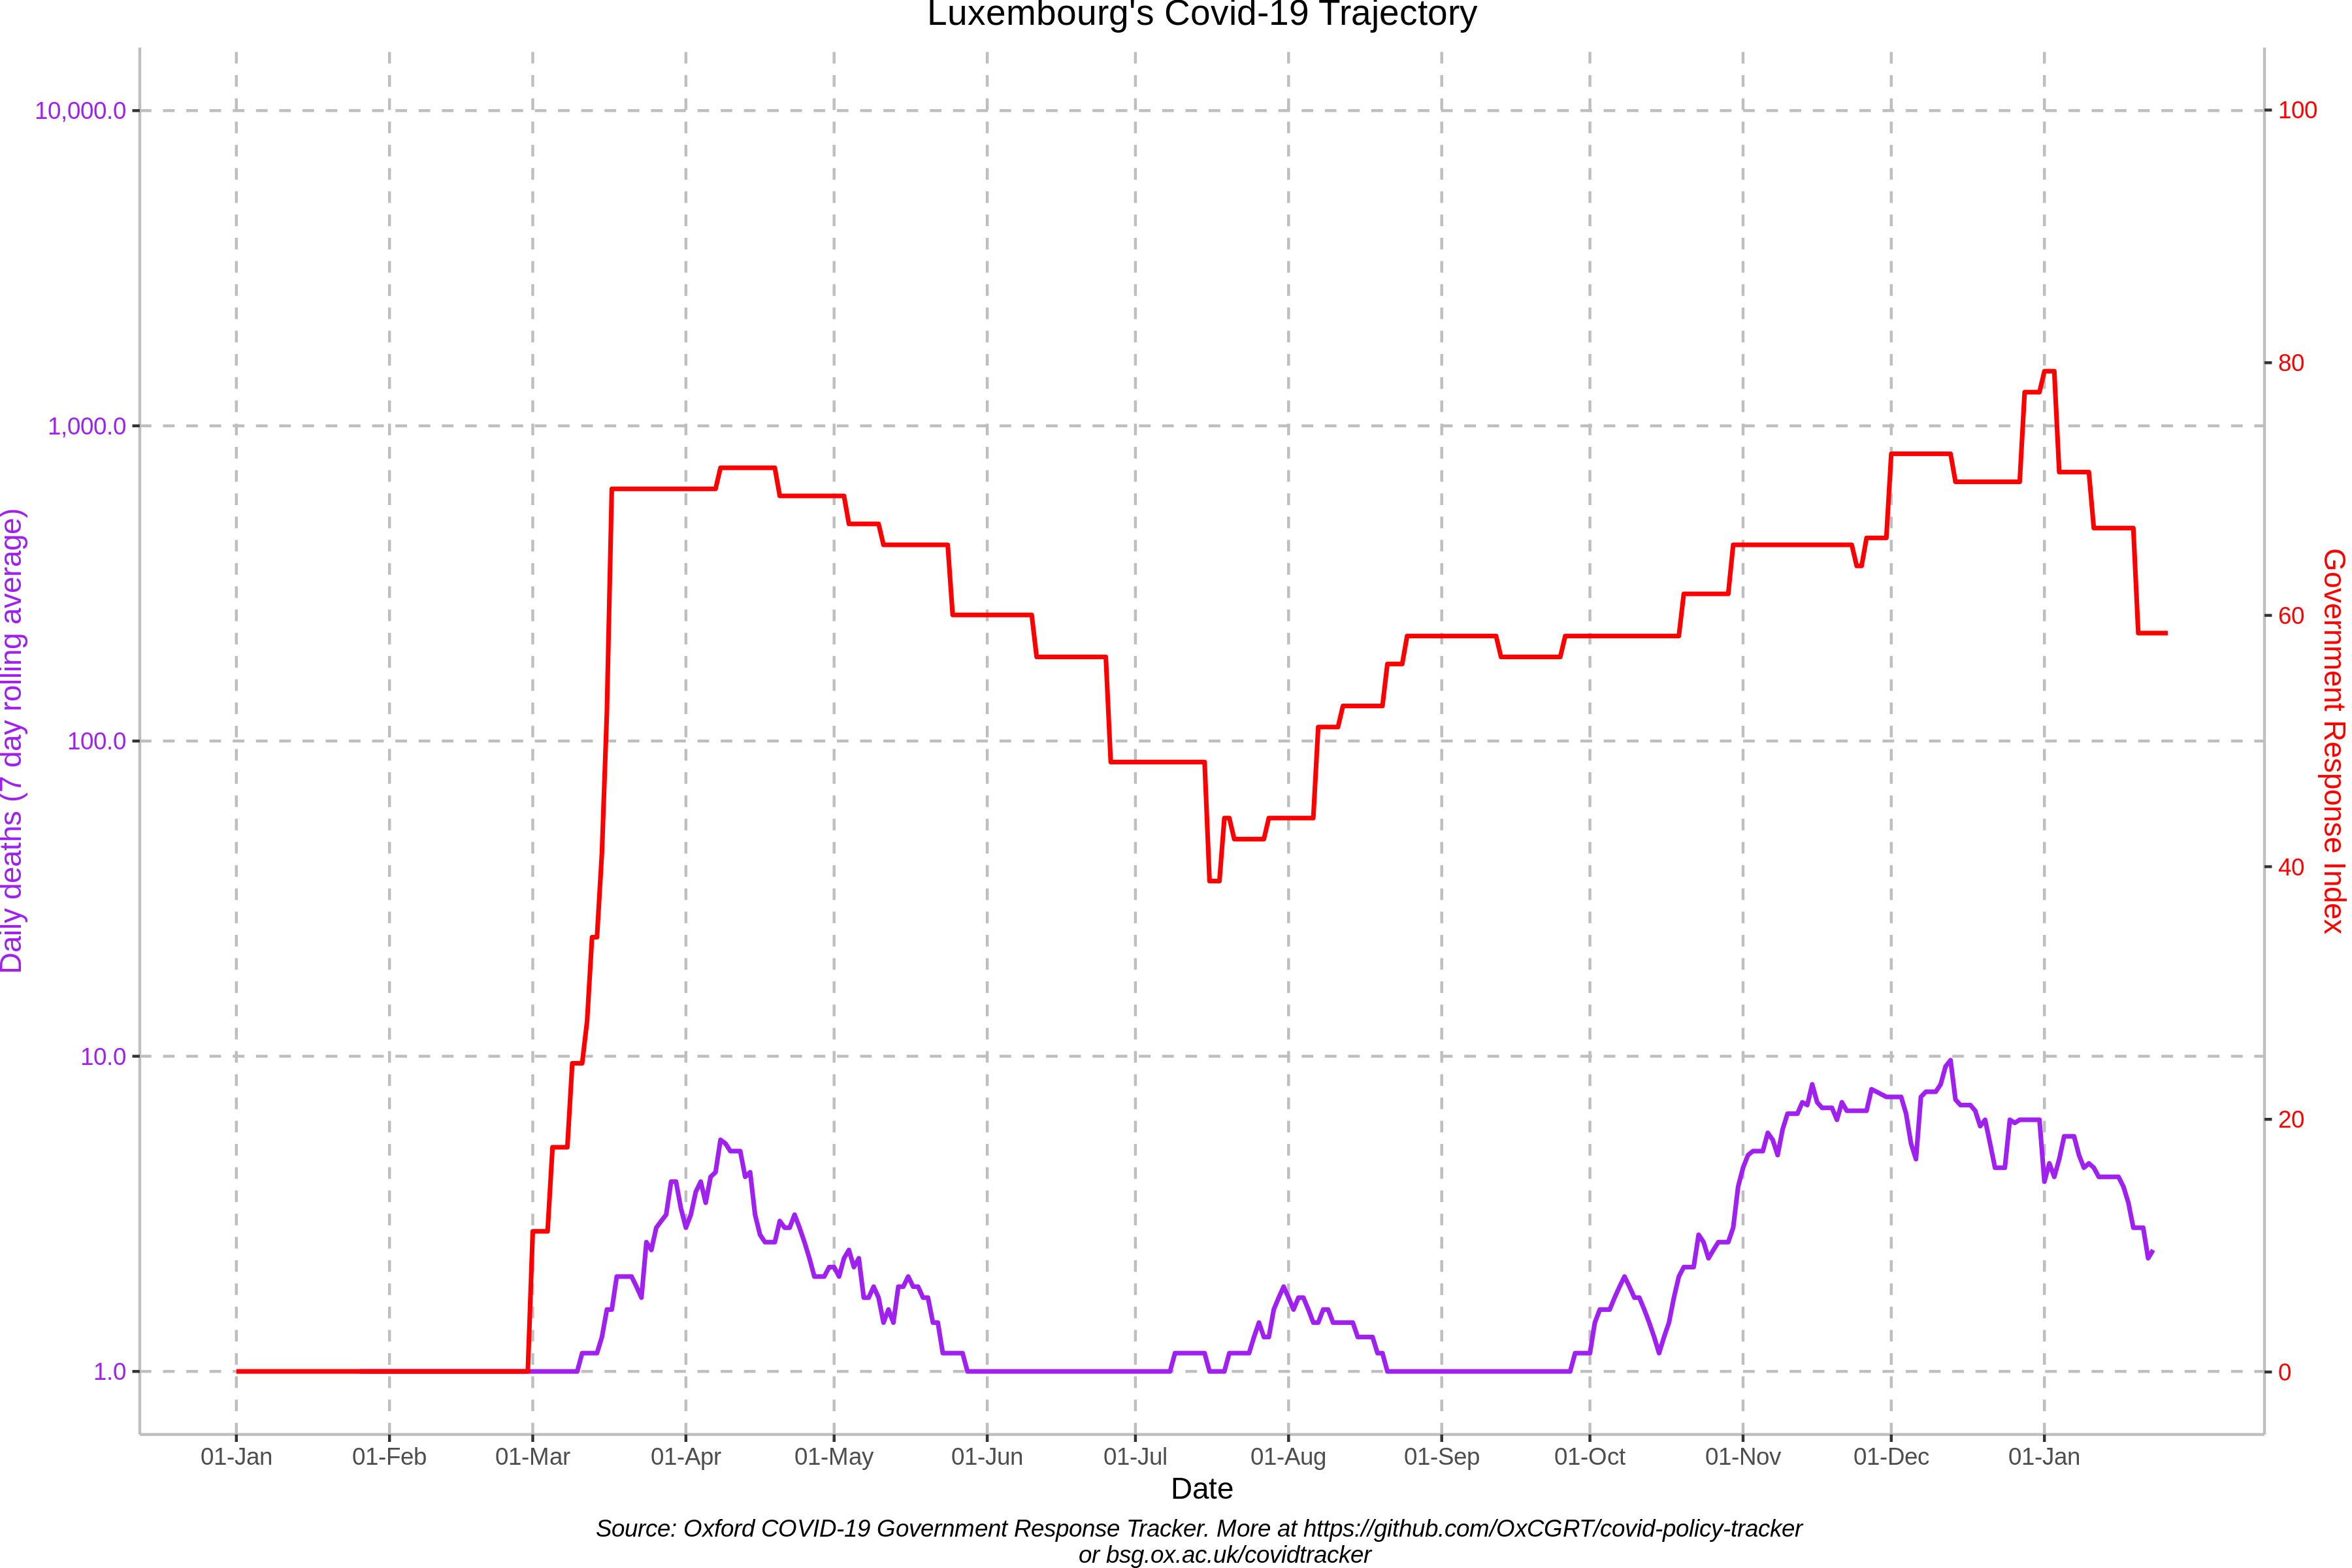 Luxembourg's Covid-19 Trajectory
10,000.0
1,000.0
100.0
10.0
1.0
Daily deaths (7 day rolling average)
100
80
60
40
20
0
Government Response Index
01-Jan 01-Feb 01-Mar 01-Apr 01-May 01-Jun 01-Jul 01-Aug 01-Sep 01-Oct 01-Nov 01-Dec 01-Jan
Date
Source: Oxford COVID-19 Government Response Tracker. More at https://github.com/OxCGRT/covid-policy-tracker
or bsg.ox.ac.uk/covidtracker